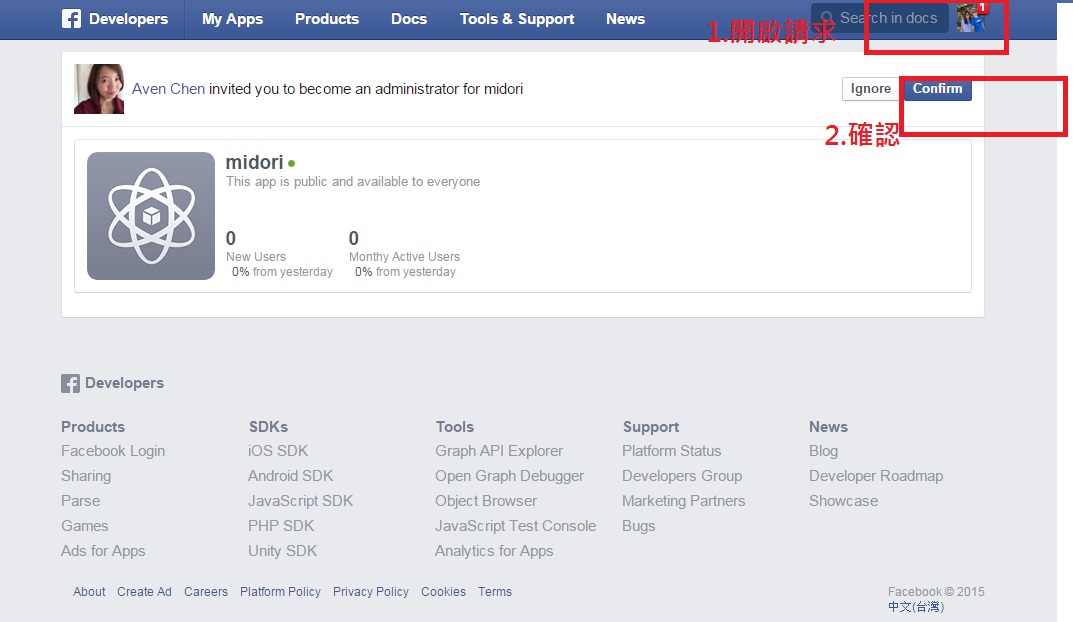 Developers My Apps Products Docs Tools & Support News Search in docs 1
1.開啟請求
Aven Chen invited you to become an administrator for midori Ignore Confirm
2.確認
midori
This app is public and available to everyone
0 0
New Users Monthy Active Users
0% from yesterday 0% from yesterday
Developers
Products SDKs Tools Support News
Facebook Login iOS SDK Graph API Explorer Platform Status Blog
Sharing Android SDK Open Graph Debugger Developers Group Developer Roadmap
Parse JavaScript SDK Object Browser Marketing Partners Showcase
Games PHP SDK JavaScript Test Console Bugs
Ads for Apps Unity SDK Analytics for Apps
About Create Ad Careers Platform Policy Privacy Policy Cookies Terms Facebook © 2015
中文(台灣)